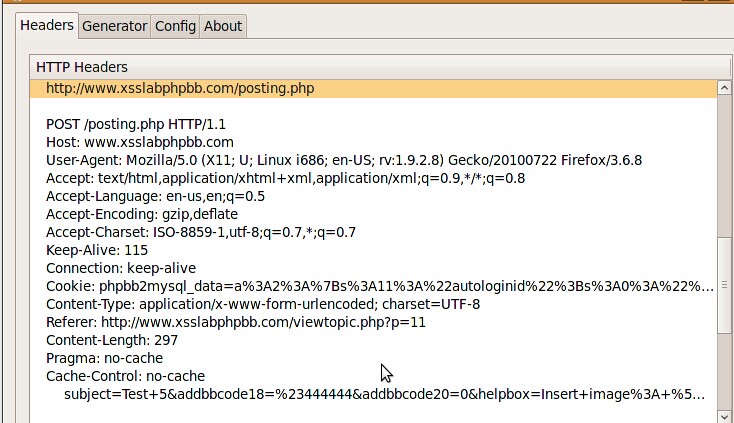 Headers Generator Config About
HTTP Headers
http://www.xsslabphpbb.com/posting.php
POST /posting.php HTTP/1.1
Host: www.xsslabphpbb.com
User-Agent: Mozilla/5.0 (X11; U; Linux i686; en-US; rv:1.9.2.8) Gecko/20100722 Firefox/3.6.8
Accept: text/html,application/xhtml+xml,application/xml;q=0.9,*/*;q=0.8
Accept-Language: en-us,en;q=0.5
Accept-Encoding: gzip,deflate
Accept-Charset: ISO-8859-1,utf-8;q=0.7,*;q=0.7
Keep-Alive: 115
Connection: keep-alive
Cookie: phpbb2mysql_data=a%3A2%3A%7Bs%3A11%3A%22autologinid%22%3Bs%3A0%3A%22%...
Content-Type: application/x-www-form-urlencoded; charset=UTF-8
Referer: http://www.xsslabphpbb.com/viewtopic.php?p=11
Content-Length: 297
Pragma: no-cache
Cache-Control: no-cache
subject=Test+5&addbbcode18=%23444444&addbbcode20=0&helpbox=Insert+image%3A+%5...